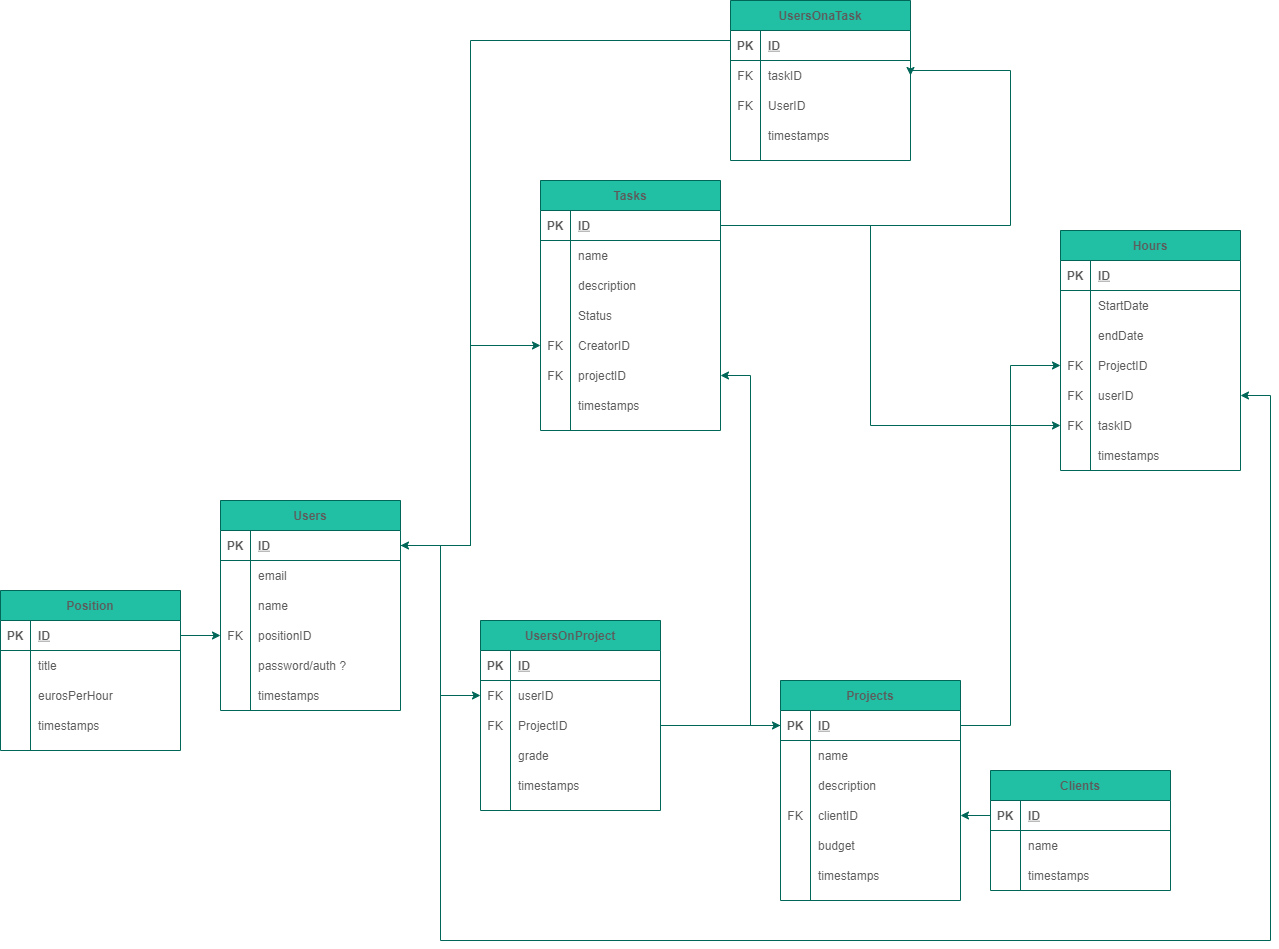 UsersOnaTask
PK ID
FK taskID
FK UserID
timestamps
Tasks
PK ID
name
description
Status
FK CreatorID
FK projectID
timestamps
Hours
PK ID
StartDate
endDate
FK ProjectID
FK userID
FK taskID
timestamps
Users
PK ID
email
name
FK positionID
password/auth ?
timestamps
Position
PK ID
title
eurosPerHour
timestamps
UsersOnProject
PK ID
FK userID
FK ProjectID
grade
timestamps
Projects
PK ID
name
description
FK clientID
budget
timestamps
Clients
PK ID
name
timestamps